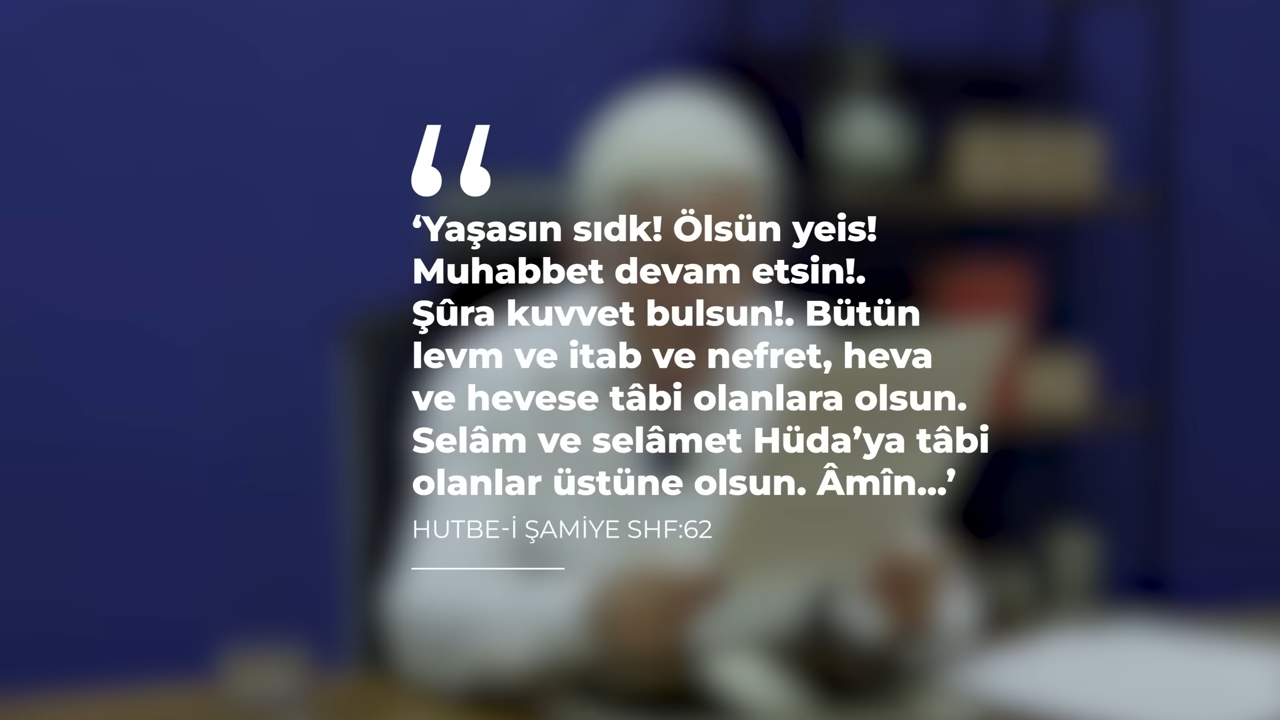 “
‘Yaşasın sıdk! Ölsün yeis!
Muhabbet devam etsin!.
Şûra kuvvet bulsun!. Bütün
levm ve itab ve nefret, heva
ve hevese tâbi olanlara olsun.
Selâm ve selâmet Hüda’ya tâbi
olanlar üstüne olsun. Âmîn...’
HUTBE-İ ŞAMİYE SHF:62